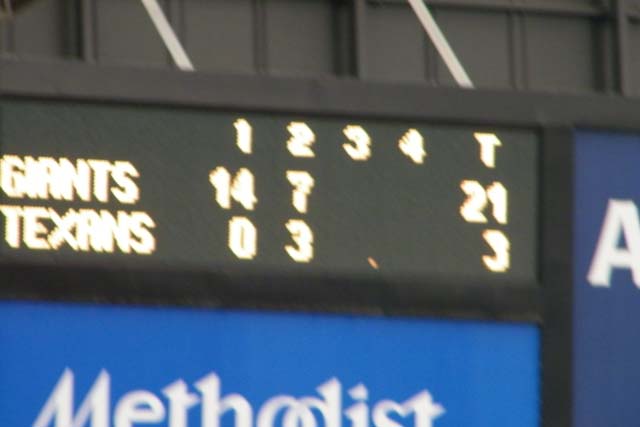 1 2 3 4 T
GIANTS 14 7 21
TEXANS 0 3 3
A
Methodist